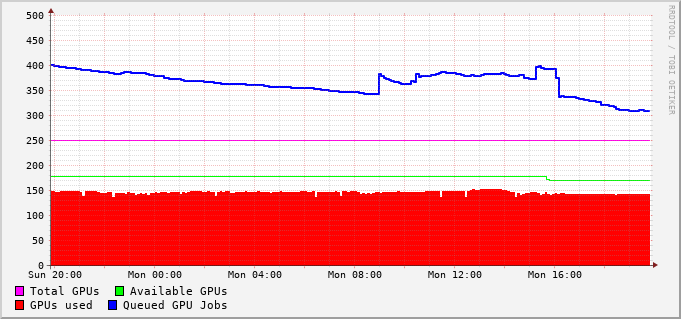 500
450
400
350
300
250
200
150
100
50
0
Sun 20:00 Mon 00:00 Mon 04:00 Mon 08:00 Mon 12:00 Mon 16:00
Total GPUs Available GPUs
GPUs used Queued GPU Jobs
RRDTOOL / TOBI OETIKER